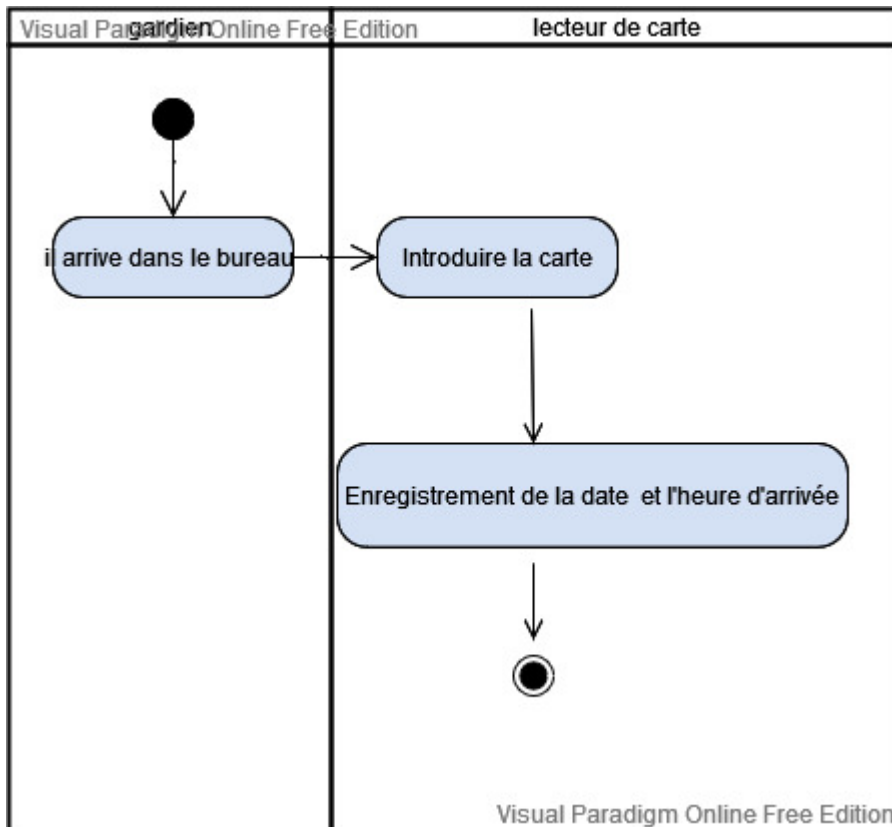 Visual Paradigm Online Free Edition
gardien
lecteur de carte
il arrive dans le bureau
Introduire la carte
Enregistrement de la date  et l'heure d'arrivée
Visual Paradigm Online Free Edition